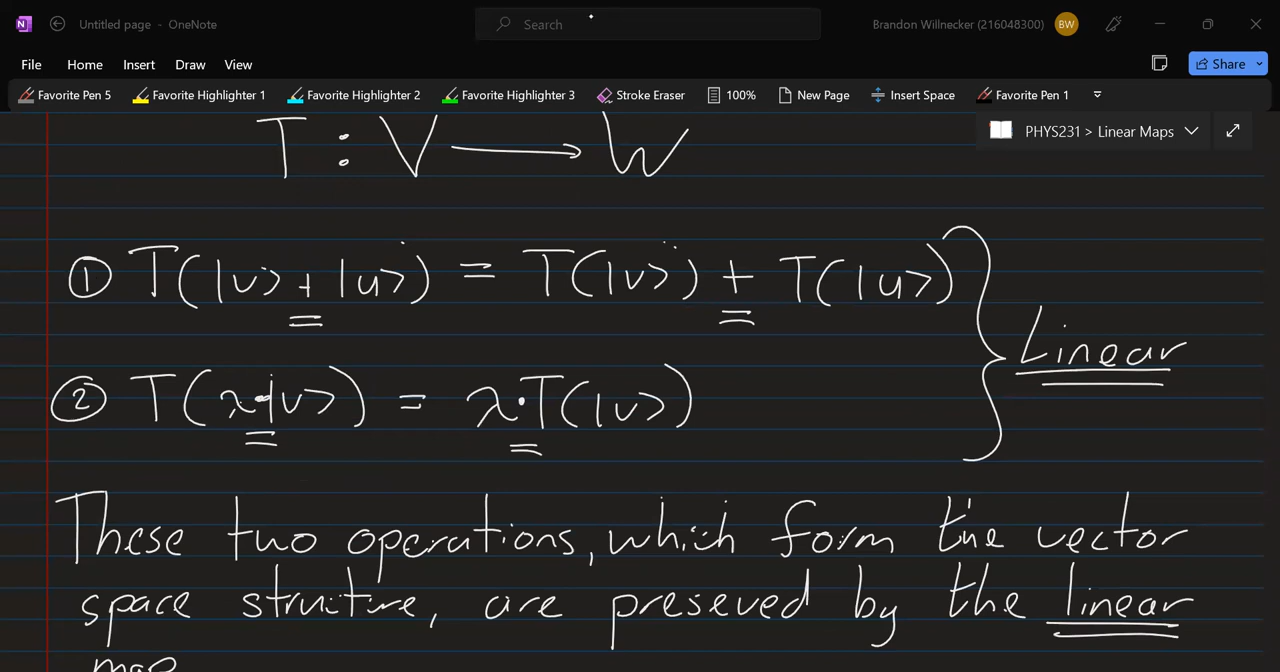 Untitled page - OneNote
Search
Brandon Willnecker (216048300) BW
File Home Insert Draw View
Share
Favorite Pen 5 Favorite Highlighter 1 Favorite Highlighter 2 Favorite Highlighter 3 Stroke Eraser 100% New Page Insert Space Favorite Pen 1
PHYS231 > Linear Maps
T : V ⟶ W
① T(|v> + |u>) = T(|v>) + T(|u>)
Linear
② T(λ·|v>) = λ·T(|v>)
These two operations, which form the vector
space structure, are preseved by the linear
map